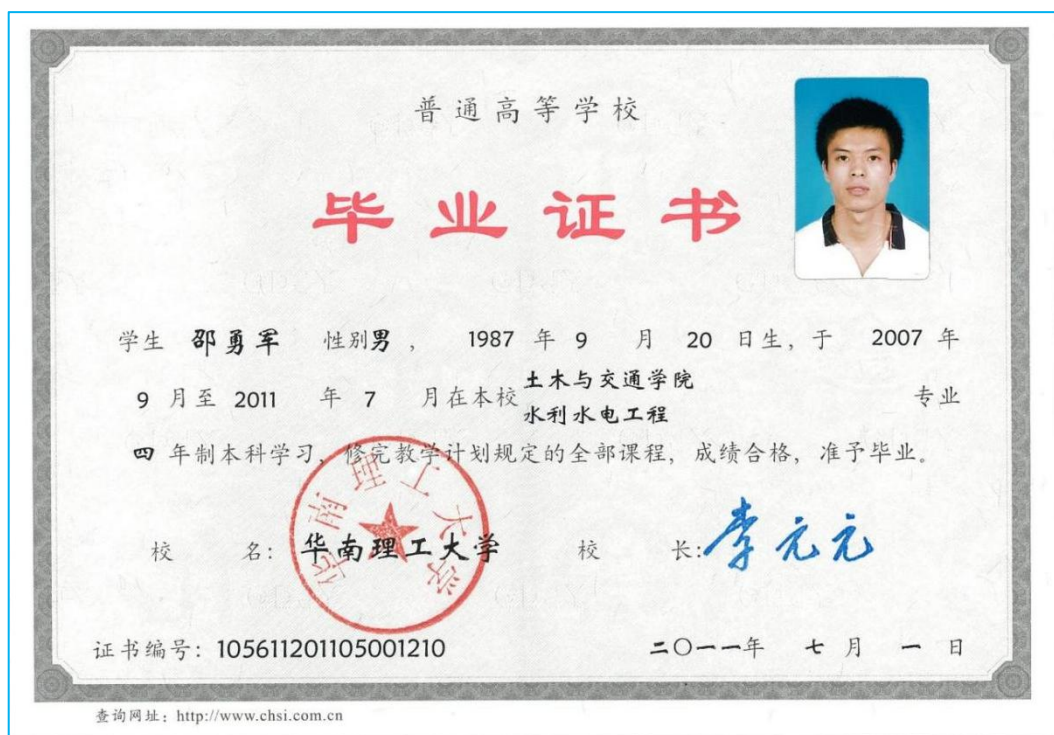 普通高等学校
毕业证书
学生 邵勇军 性别男， 1987 年 9 月 20 日生，于 2007 年
9 月至 2011 年 7 月在本校土木与交通学院
水利水电工程 专业
四 年制本科学习，修完教学计划规定的全部课程，成绩合格，准予毕业。
华南理工大学
校 名：华南理工大学 校 长：李元元
证书编号：105611201105001210 二〇一一年 七 月 一 日
查询网址：http://www.chsi.com.cn